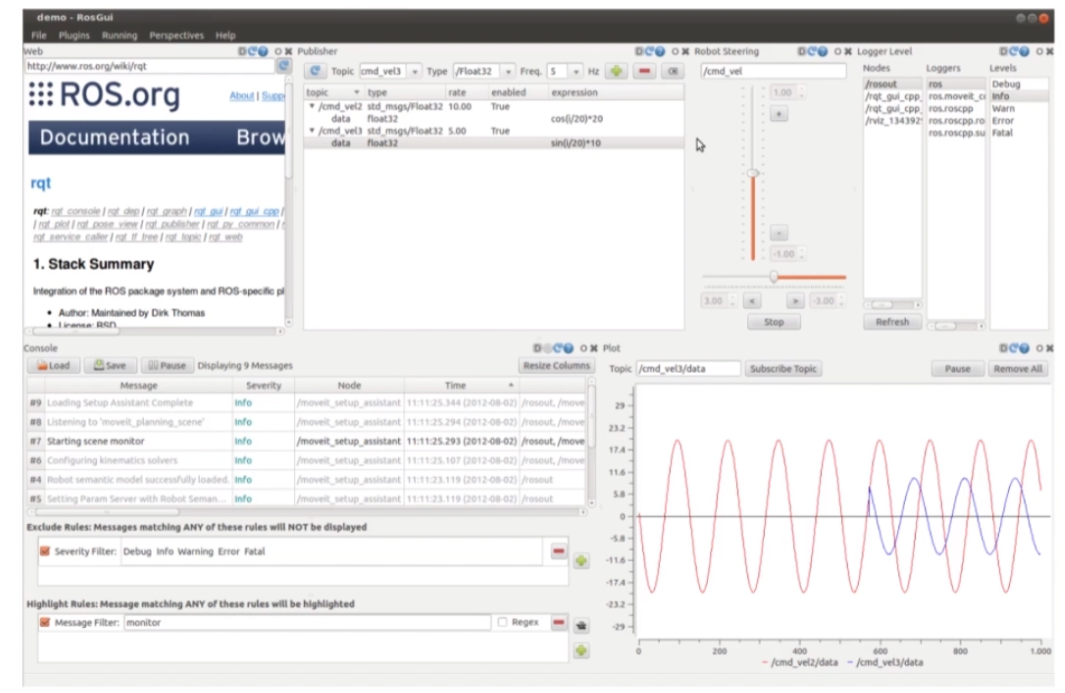 demo - RosGui
File Plugins Running Perspectives Help
Web
http://www.ros.org/wiki/rqt
ROS.org
About | Supp
Documentation Brow
rqt
rqt: rqt_console | rqt_dep | rqt_graph | rqt_gui | rqt_gui_cpp |
| rqt_plot | rqt_pose_view | rqt_publisher | rqt_py_common |
rqt_service_caller | rqt_tf_tree | rqt_topic | rqt_web
1. Stack Summary
Integration of the ROS package system and ROS-specific pl
Author: Maintained by Dirk Thomas
License: BSD
Publisher
Topic cmd_vel3 Type /Float32 Freq. 5 Hz
topic type rate enabled expression
/cmd_vel2 std_msgs/Float32 10.00 True
data float32 cos(i/20)*20
/cmd_vel3 std_msgs/Float32 5.00 True
data float32 sin(i/20)*10
Robot Steering
/cmd_vel
1.00
+
-
-1.00
3.00 < > -3.00
Stop
Logger Level
Nodes Loggers Levels
/rosout ros Debug
/rqt_gui_cpp_ ros.moveit_c Info
/rqt_gui_cpp_ ros.roscpp Warn
/rviz_134392 ros.roscpp.ro Error
ros.roscpp.su Fatal
Refresh
Console
Load Save Pause Displaying 9 Messages Resize Columns
Message Severity Node Time
#9 Loading Setup Assistant Complete Info /moveit_setup_assistant 11:11:25.344 (2012-08-02) /rosout, /move
#8 Listening to 'moveit_planning_scene' Info /moveit_setup_assistant 11:11:25.294 (2012-08-02) /rosout, /move
#7 Starting scene monitor Info /moveit_setup_assistant 11:11:25.293 (2012-08-02) /rosout, /move
#6 Configuring kinematics solvers Info /moveit_setup_assistant 11:11:25.107 (2012-08-02) /rosout, /move
#4 Robot semantic model successfully loaded. Info /moveit_setup_assistant 11:11:23.119 (2012-08-02) /rosout
#5 Setting Param Server with Robot Seman... Info /moveit_setup_assistant 11:11:23.119 (2012-08-02) /rosout
Exclude Rules: Messages matching ANY of these rules will NOT be displayed
Severity Filter: Debug Info Warning Error Fatal
Highlight Rules: Message matching ANY of these rules will be highlighted
Message Filter: monitor Regex
Plot
Topic /cmd_vel3/data Subscribe Topic Pause Remove All
29
23.2
17.4
11.6
5.8
0
-5.8
-11.6
-17.4
-23.2
-29
0 200 400 600 800 1.000
/cmd_vel2/data /cmd_vel3/data